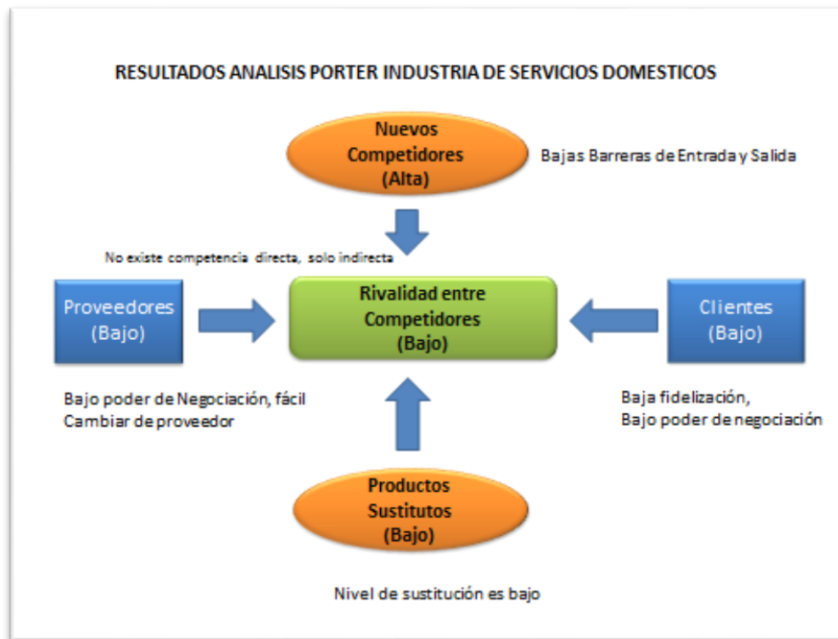 RESULTADOS ANALISIS PORTER INDUSTRIA DE SERVICIOS DOMESTICOS
Nuevos
Competidores
(Alta)
Bajas Barreras de Entrada y Salida
No existe competencia directa, solo indirecta
Proveedores
(Bajo)
Rivalidad entre
Competidores
(Bajo)
Clientes
(Bajo)
Bajo poder de Negociación, fácil
Cambiar de proveedor
Baja fidelización,
Bajo poder de negociación
Productos
Sustitutos
(Bajo)
Nivel de sustitución es bajo